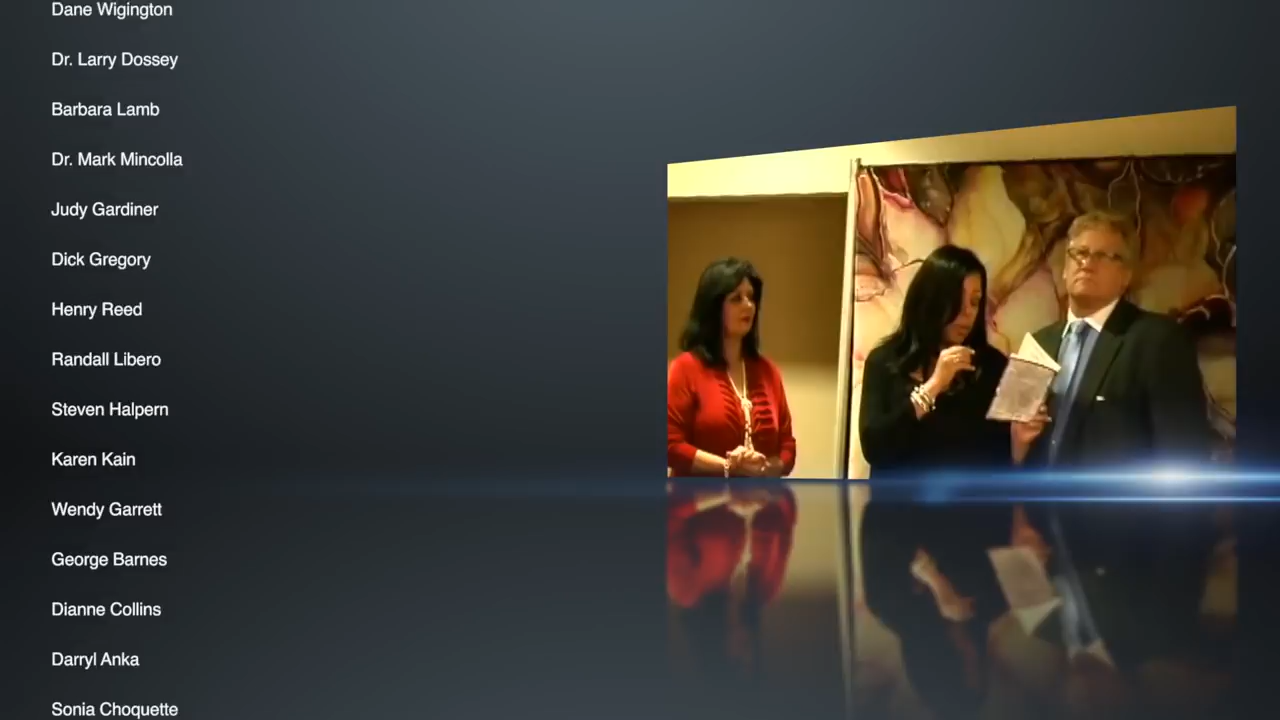 Dane Wigington
Dr. Larry Dossey
Barbara Lamb
Dr. Mark Mincolla
Judy Gardiner
Dick Gregory
Henry Reed
Randall Libero
Steven Halpern
Karen Kain
Wendy Garrett
George Barnes
Dianne Collins
Darryl Anka
Sonia Choquette